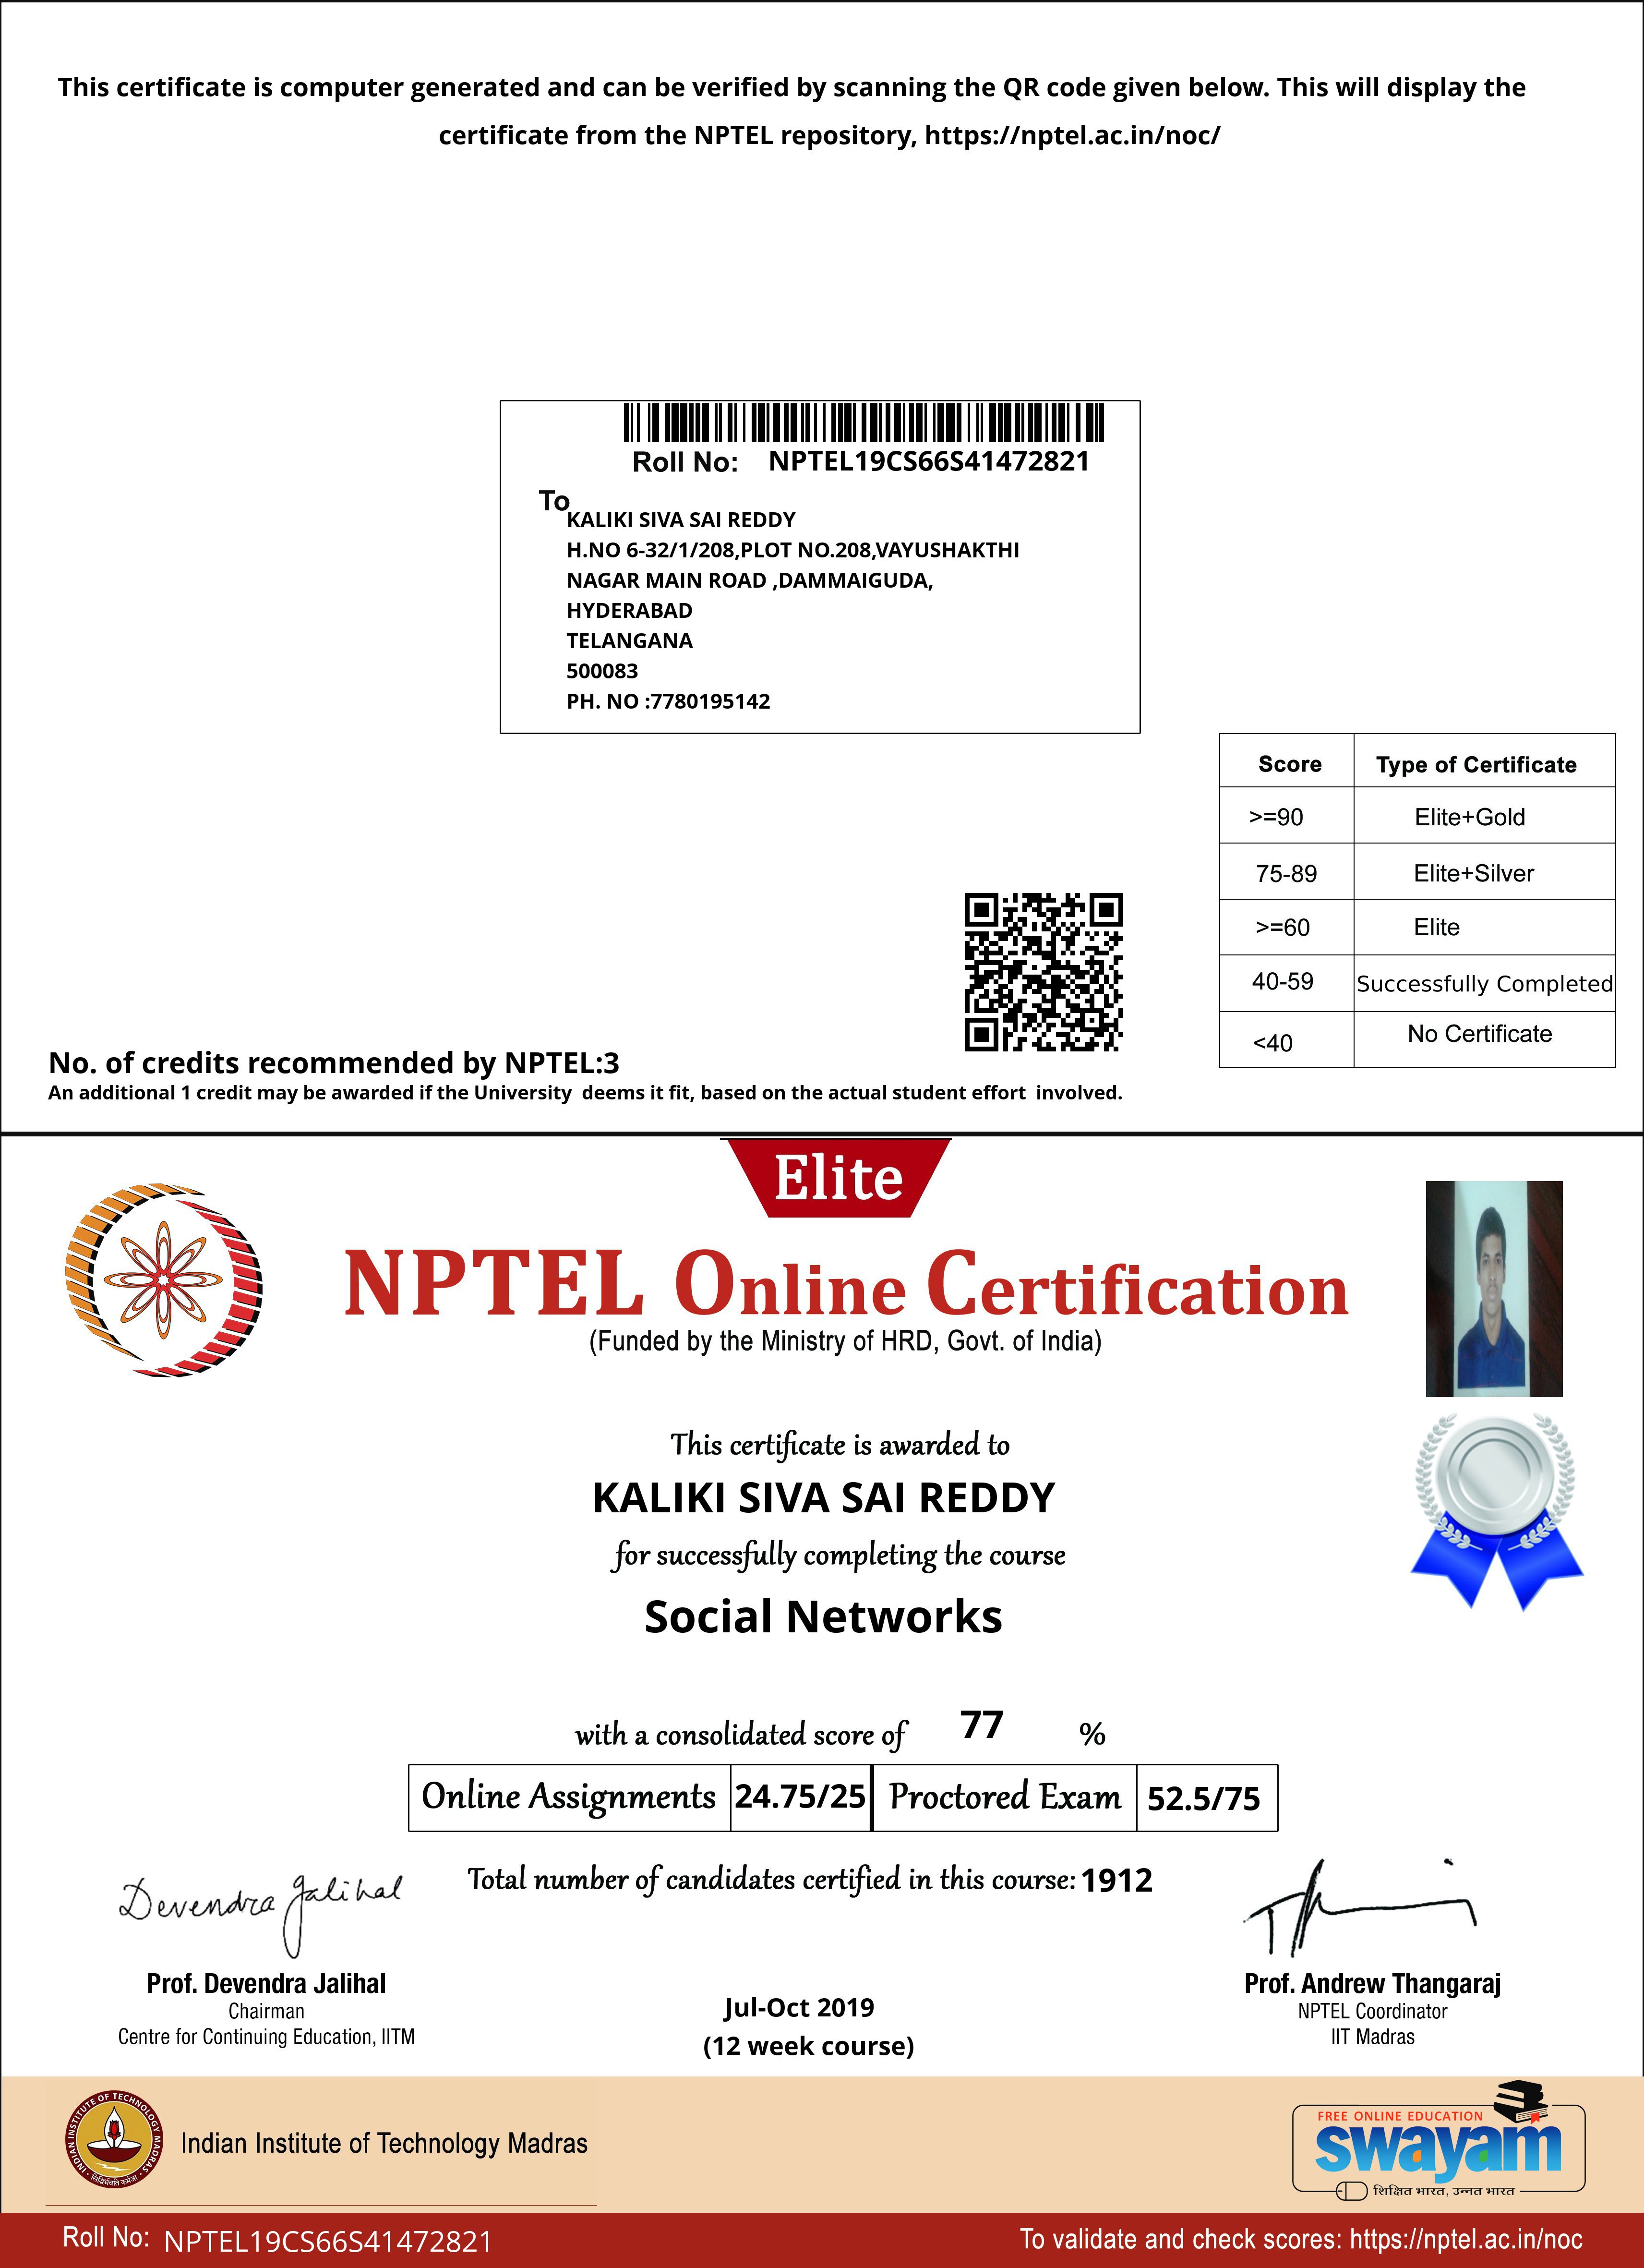 This certificate is computer generated and can be verified by scanning the QR code given below. This will display the
certificate from the NPTEL repository, https://nptel.ac.in/noc/
Roll No: NPTEL19CS66S41472821
To
KALIKI SIVA SAI REDDY
H.NO 6-32/1/208,PLOT NO.208,VAYUSHAKTHI
NAGAR MAIN ROAD ,DAMMAIGUDA,
HYDERABAD
TELANGANA
500083
PH. NO :7780195142
Score Type of Certificate
>=90 Elite+Gold
75-89 Elite+Silver
>=60 Elite
40-59 Successfully Completed
<40 No Certificate
No. of credits recommended by NPTEL:3
An additional 1 credit may be awarded if the University deems it fit, based on the actual student effort involved.
Elite
NPTEL Online Certification
(Funded by the Ministry of HRD, Govt. of India)
This certificate is awarded to
KALIKI SIVA SAI REDDY
for successfully completing the course
Social Networks
with a consolidated score of 77 %
Online Assignments 24.75/25 Proctored Exam 52.5/75
Total number of candidates certified in this course: 1912
Devendra Jalihal
Prof. Devendra Jalihal
Chairman
Centre for Continuing Education, IITM
Jul-Oct 2019
(12 week course)
Prof. Andrew Thangaraj
NPTEL Coordinator
IIT Madras
INDIAN INSTITUTE OF TECHNOLOGY MADRAS
सिद्धिर्भवति कर्मजा
Indian Institute of Technology Madras
FREE ONLINE EDUCATION
swayam
शिक्षित भारत, उन्नत भारत
Roll No: NPTEL19CS66S41472821
To validate and check scores: https://nptel.ac.in/noc